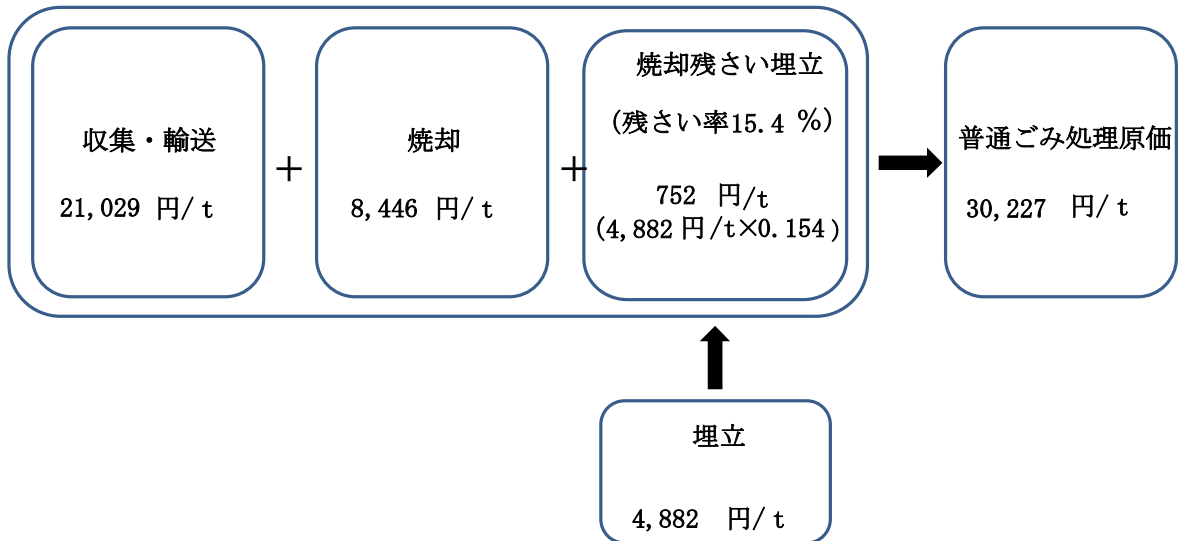 収集・輸送
21,029 円/ｔ
+
焼却
8,446 円/ｔ
+
焼却残さい埋立
(残さい率15.4 %)
752 円/t
(4,882円/t×0.154)
普通ごみ処理原価
30,227 円/ｔ
埋立
4,882 円/ｔ